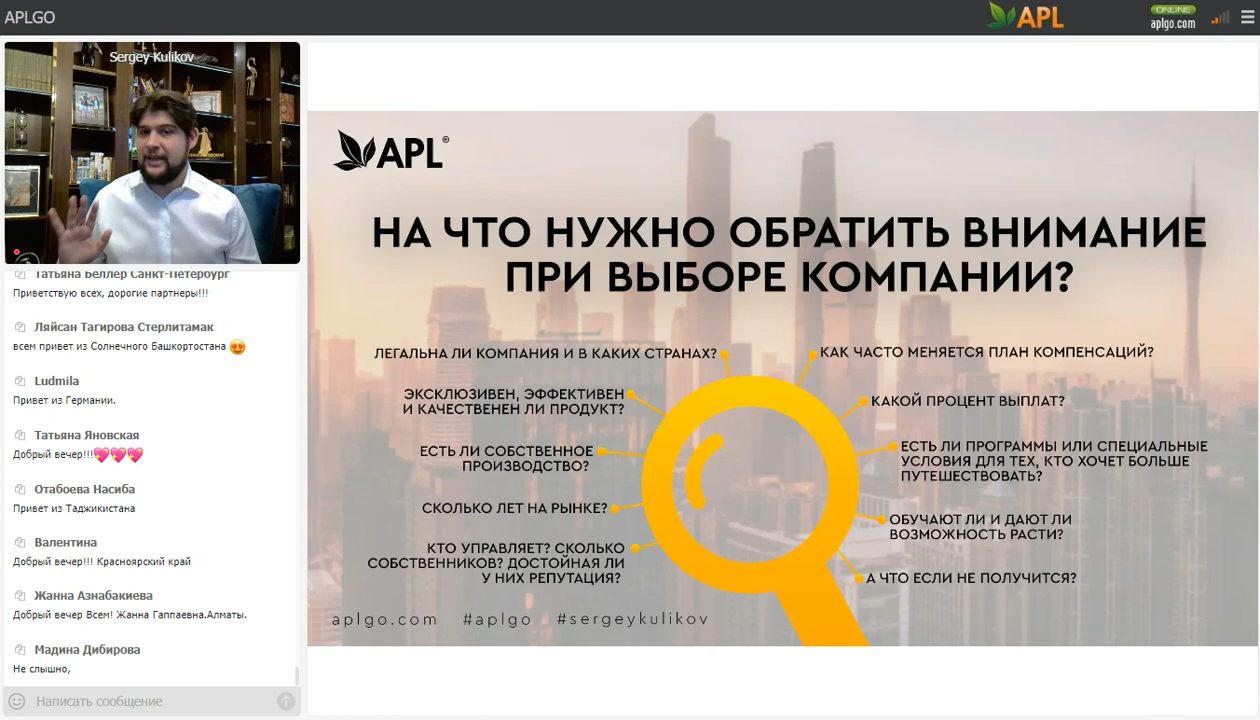 APLGO
APL
ONLINE
aplgo.com
Sergey Kulikov
Татьяна Беллер Санкт-Петербург
Приветствую всех, дорогие партнеры!!!
Ляйсан Тагирова Стерлитамак
всем привет из Солнечного Башкортостана
Ludmila
Привет из Германии.
Татьяна Яновская
Добрый вечер!!!
Отабоева Насиба
Привет из Таджикистана
Валентина
Добрый вечер!!! Красноярский край
Жанна Азнабакиева
Добрый вечер Всем! Жанна Гаппаевна.Алматы.
Мадина Дибирова
Не слышно,
Написать сообщение
APL®
НА ЧТО НУЖНО ОБРАТИТЬ ВНИМАНИЕ
ПРИ ВЫБОРЕ КОМПАНИИ?
ЛЕГАЛЬНА ЛИ КОМПАНИЯ И В КАКИХ СТРАНАХ?
ЭКСКЛЮЗИВЕН, ЭФФЕКТИВЕН
И КАЧЕСТВЕНЕН ЛИ ПРОДУКТ?
ЕСТЬ ЛИ СОБСТВЕННОЕ
ПРОИЗВОДСТВО?
СКОЛЬКО ЛЕТ НА РЫНКЕ?
КТО УПРАВЛЯЕТ? СКОЛЬКО
СОБСТВЕННИКОВ? ДОСТОЙНАЯ ЛИ
У НИХ РЕПУТАЦИЯ?
КАК ЧАСТО МЕНЯЕТСЯ ПЛАН КОМПЕНСАЦИЙ?
КАКОЙ ПРОЦЕНТ ВЫПЛАТ?
ЕСТЬ ЛИ ПРОГРАММЫ ИЛИ СПЕЦИАЛЬНЫЕ
УСЛОВИЯ ДЛЯ ТЕХ, КТО ХОЧЕТ БОЛЬШЕ
ПУТЕШЕСТВОВАТЬ?
ОБУЧАЮТ ЛИ И ДАЮТ ЛИ
ВОЗМОЖНОСТЬ РАСТИ?
А ЧТО ЕСЛИ НЕ ПОЛУЧИТСЯ?
aplgo.com #aplgo #sergeykulikov